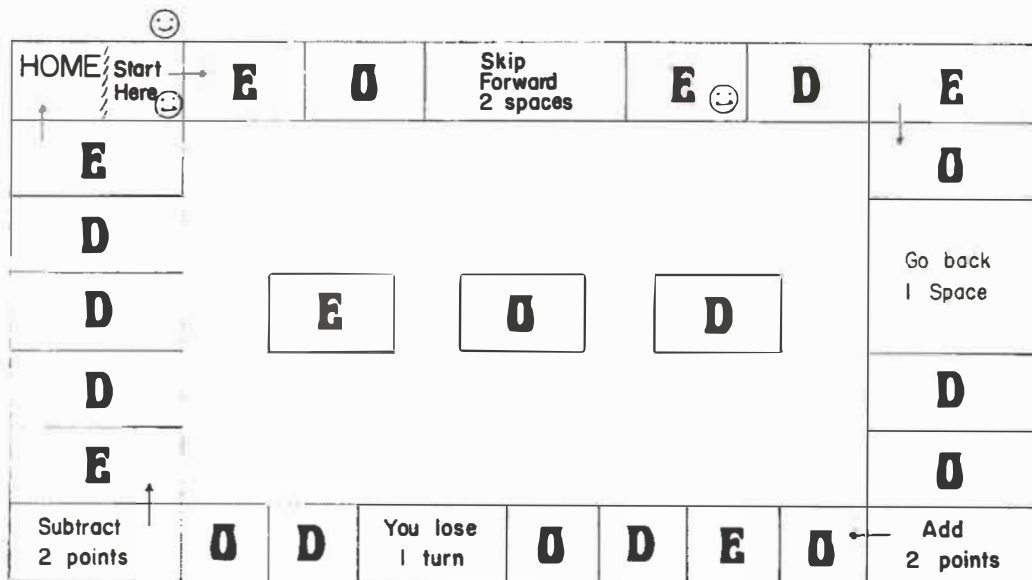 HOME Start Here
E
O
Skip
Forward
2 spaces
E
D
E
E
O
D
Go back
1 Space
D
E
O
D
D
D
E
O
Subtract
2 points
O
D
You lose
1 turn
O
D
E
O
Add
2 points